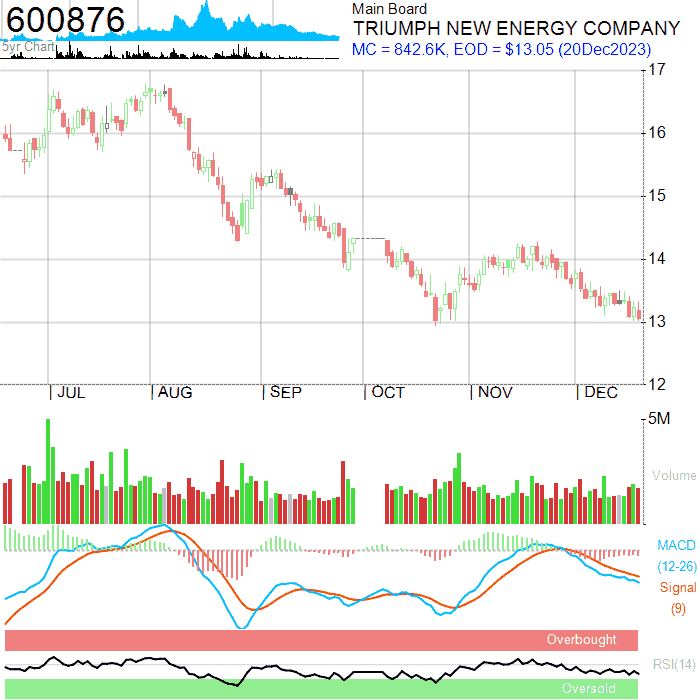 600876
5yr Chart
Main Board
TRIUMPH NEW ENERGY COMPANY
MC = 842.6K, EOD = $13.05 (20Dec2023)
17
16
15
14
13
12
JUL AUG SEP OCT NOV DEC
5M
Volume
MACD
(12-26)
Signal
(9)
Overbought
RSI(14)
Oversold